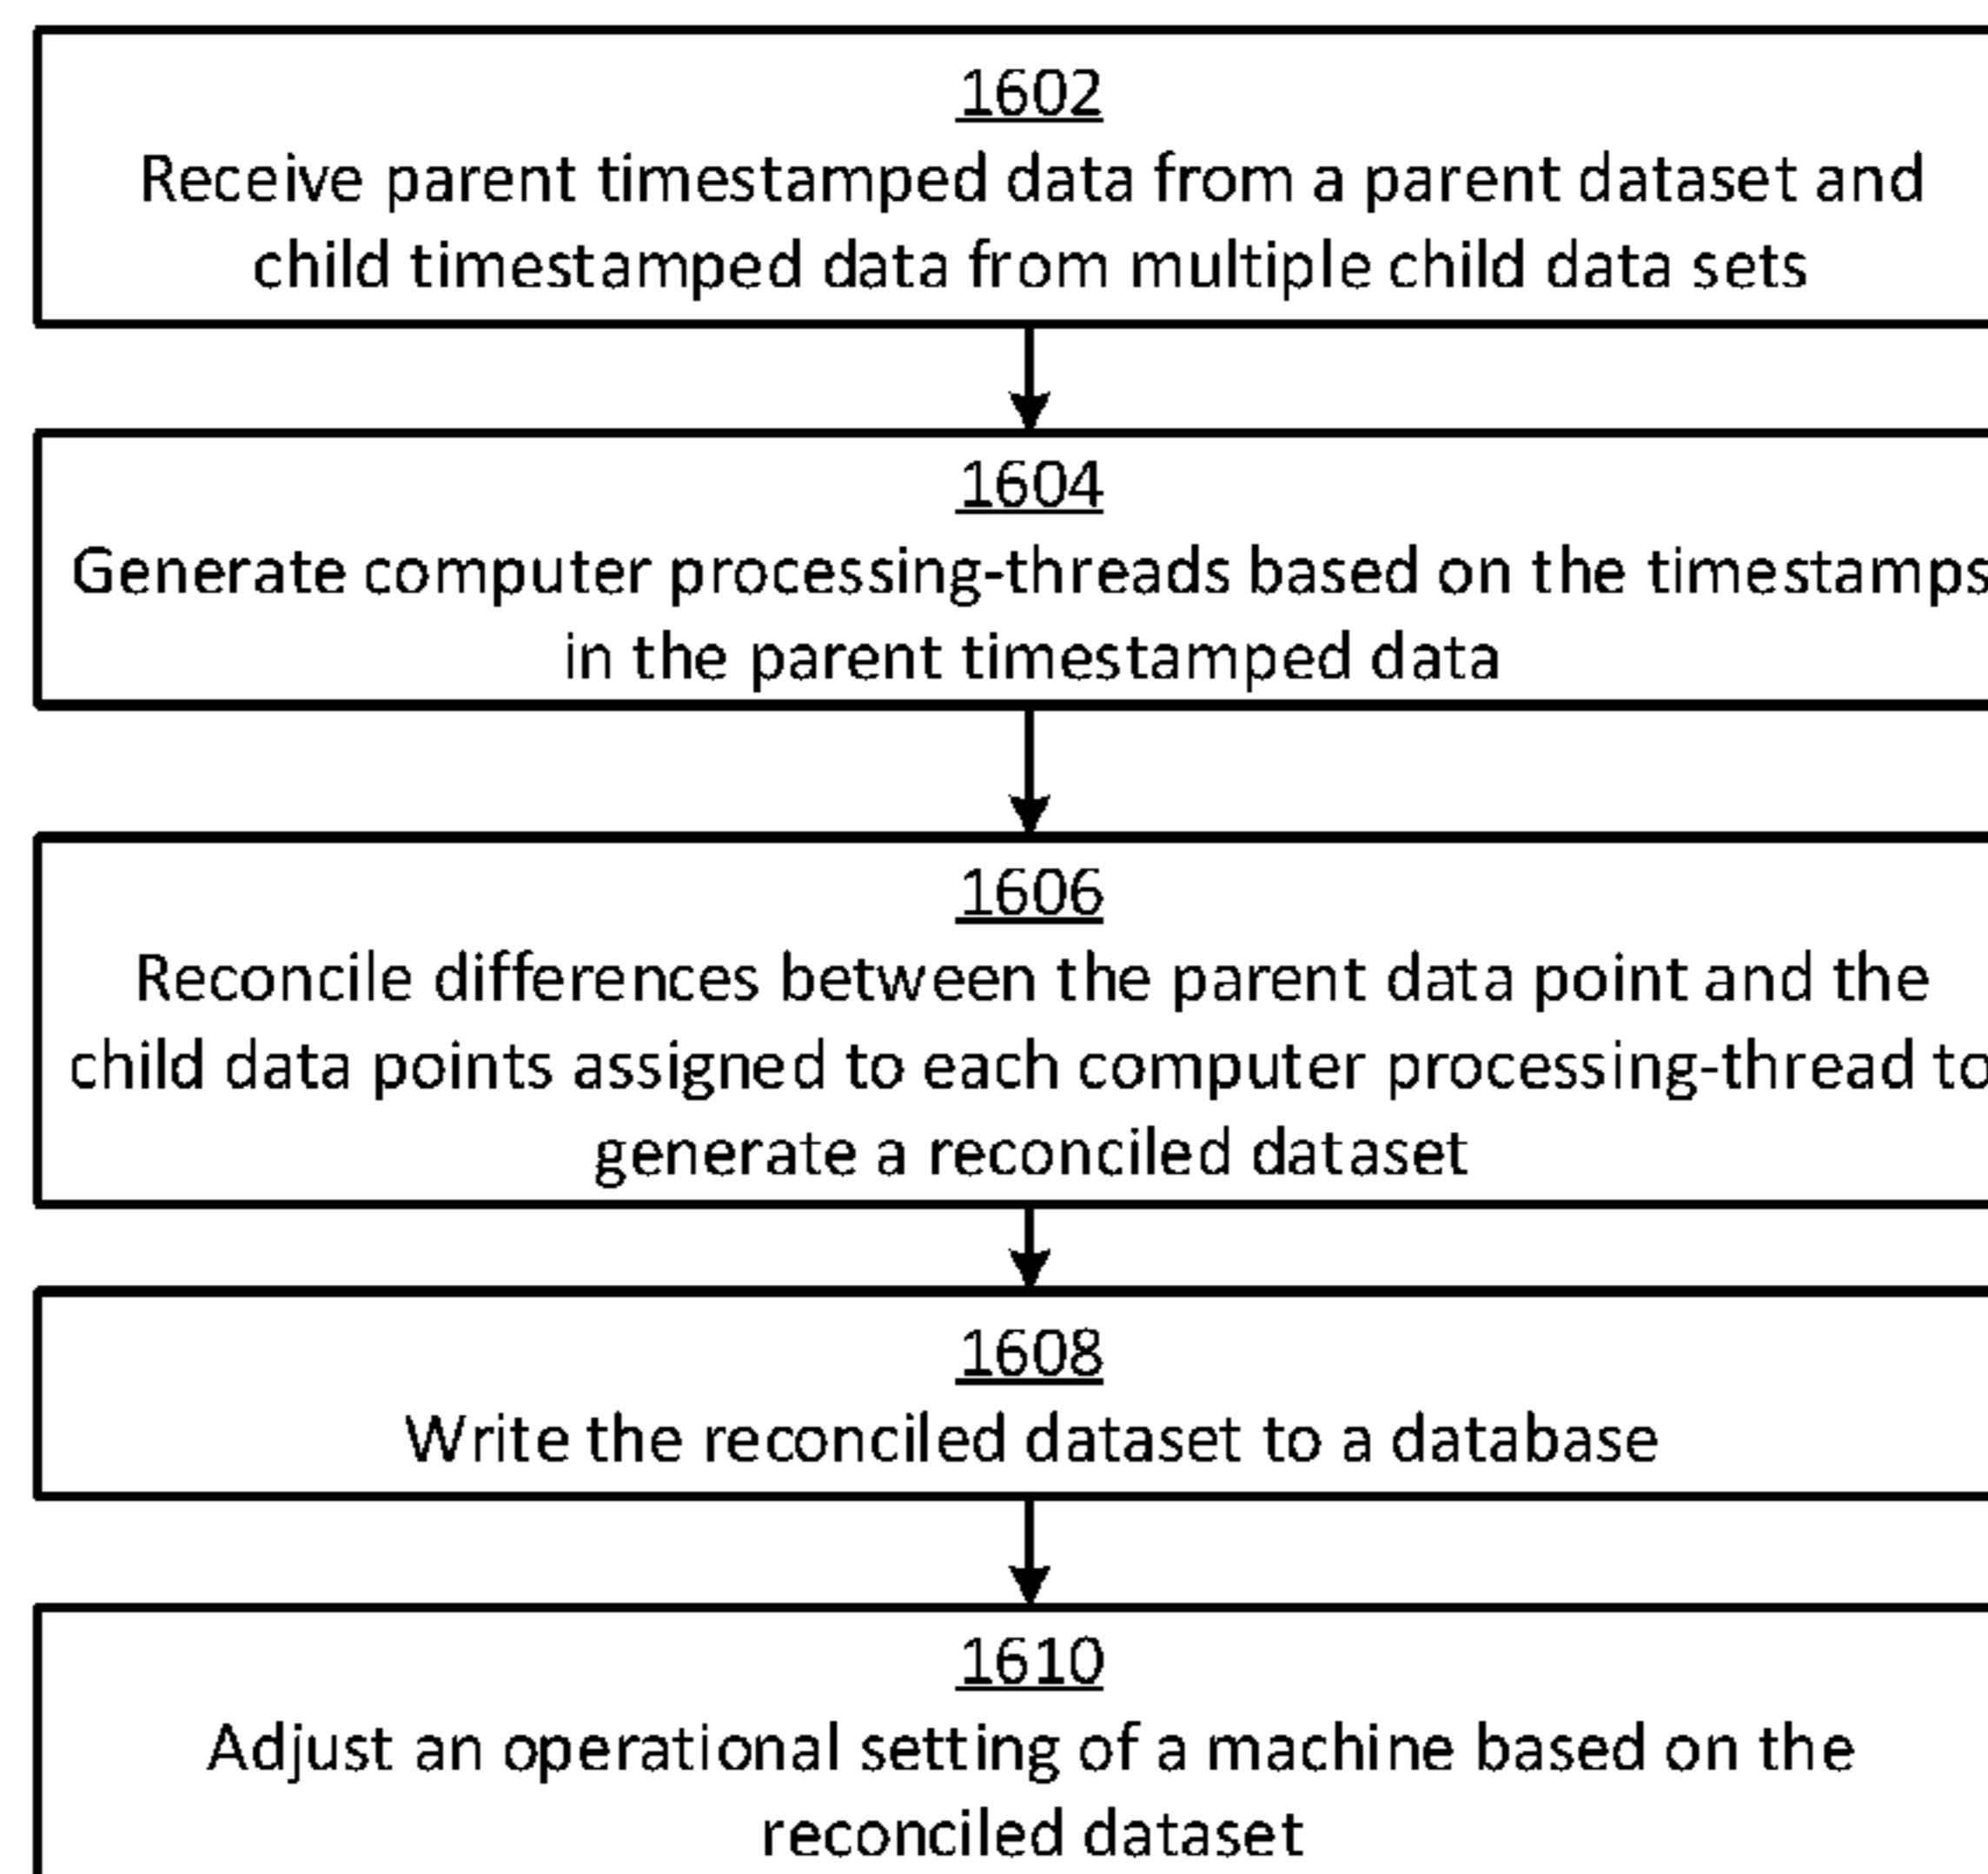 1602
Receive parent timestamped data from a parent dataset and
child timestamped data from multiple child data sets
1604
Generate computer processing-threads based on the timestamps
in the parent timestamped data
1606
Reconcile differences between the parent data point and the
child data points assigned to each computer processing-thread to
generate a reconciled dataset
1608
Write the reconciled dataset to a database
1610
Adjust an operational setting of a machine based on the
reconciled dataset